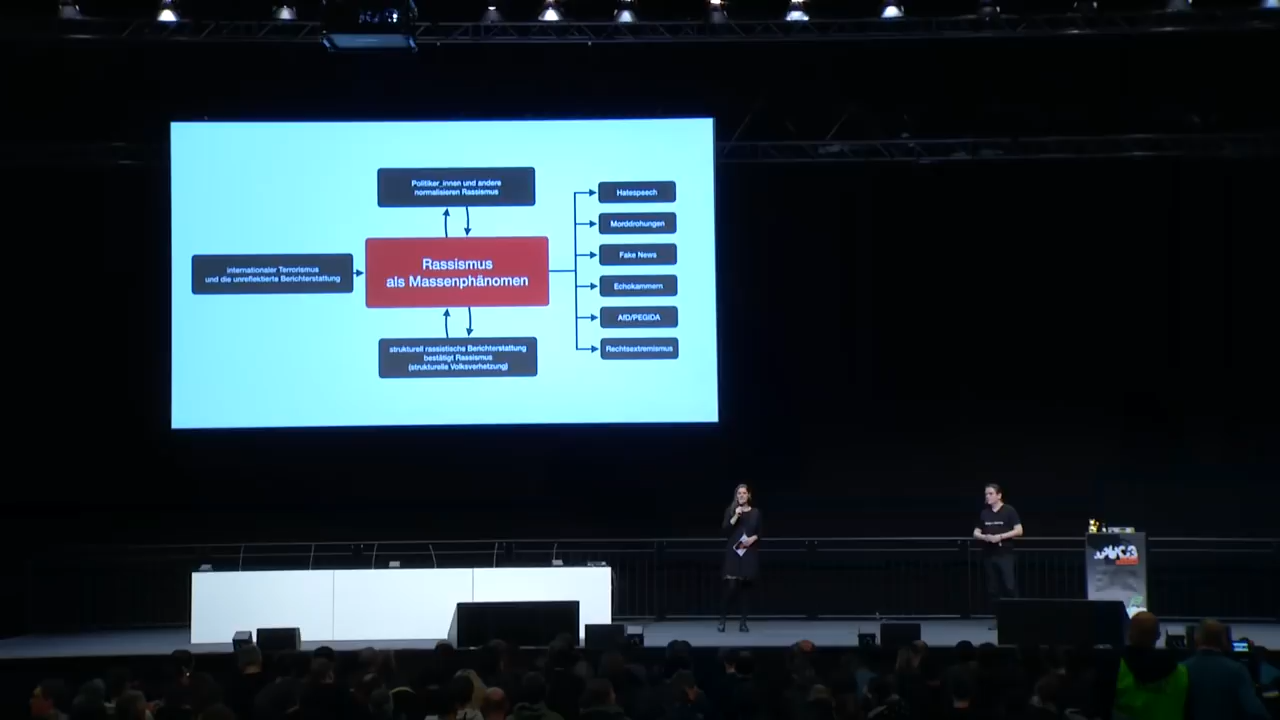 Politiker_innen und andere
normalisieren Rassismus
internationaler Terrorismus
und die unreflektierte Berichterstattung
Rassismus
als Massenphänomen
strukturell rassistische Berichterstattung
bestätigt Rassismus
(strukturelle Volksverhetzung)
Hatespeech
Morddrohungen
Fake News
Echokammern
AfD/PEGIDA
Rechtsextremismus